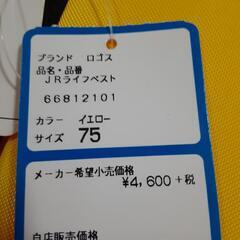 ブランド　ロゴス
品名・品番
ＪＲライフベスト
６６８１２１０１
カラー　イエロー
サイズ　75
メーカー希望小売価格
¥4,600+税
自店販売価格